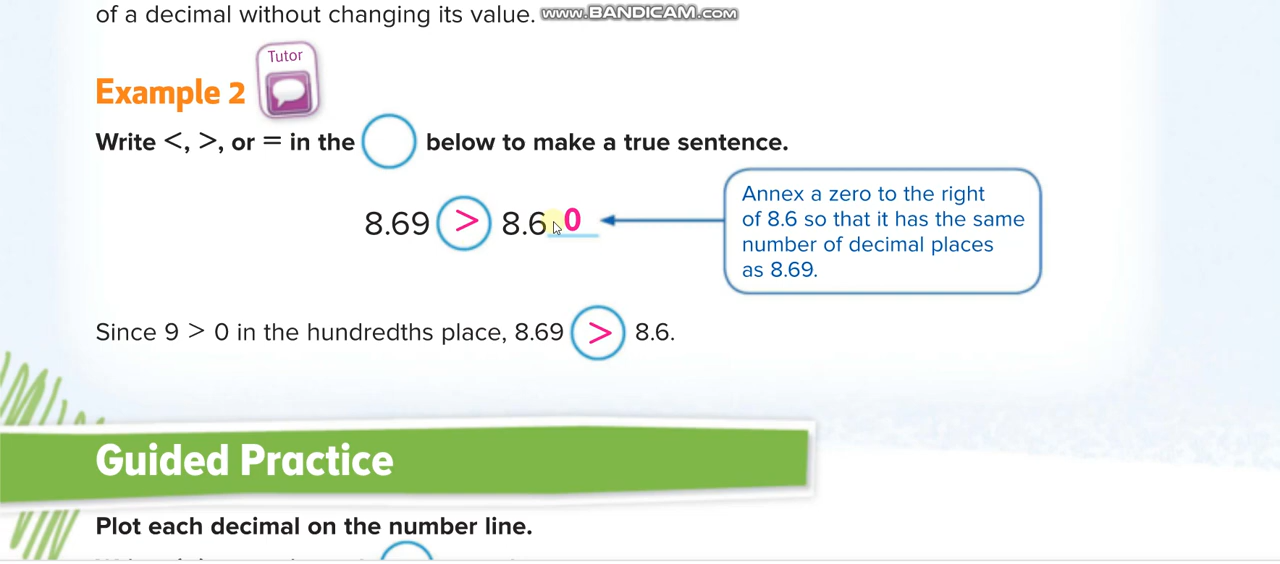 of a decimal without changing its value. www.BANDICAM.com
Tutor
Example 2
Write <, >, or = in the below to make a true sentence.
8.69 > 8.6 0
Annex a zero to the right
of 8.6 so that it has the same
number of decimal places
as 8.69.
Since 9 > 0 in the hundredths place, 8.69 > 8.6.
Guided Practice
Plot each decimal on the number line.